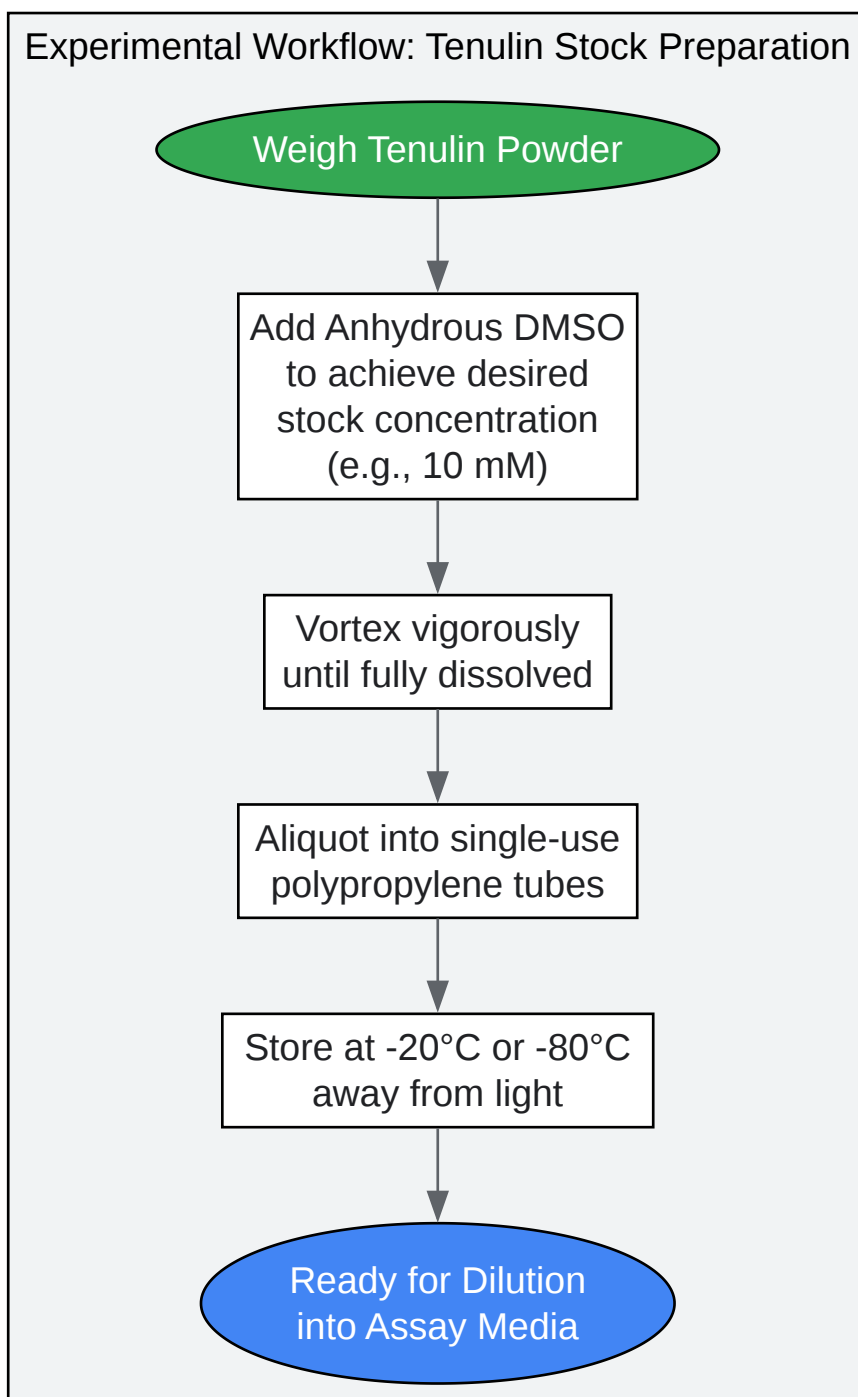 Experimental Workflow: Tenulin Stock Preparation
Weigh Tenulin Powder
Add Anhydrous DMSO
to achieve desired
stock concentration
(e.g., 10 mM)
Vortex vigorously
until fully dissolved
Aliquot into single-use
polypropylene tubes
Store at -20°C or -80°C
away from light
Ready for Dilution
into Assay Media